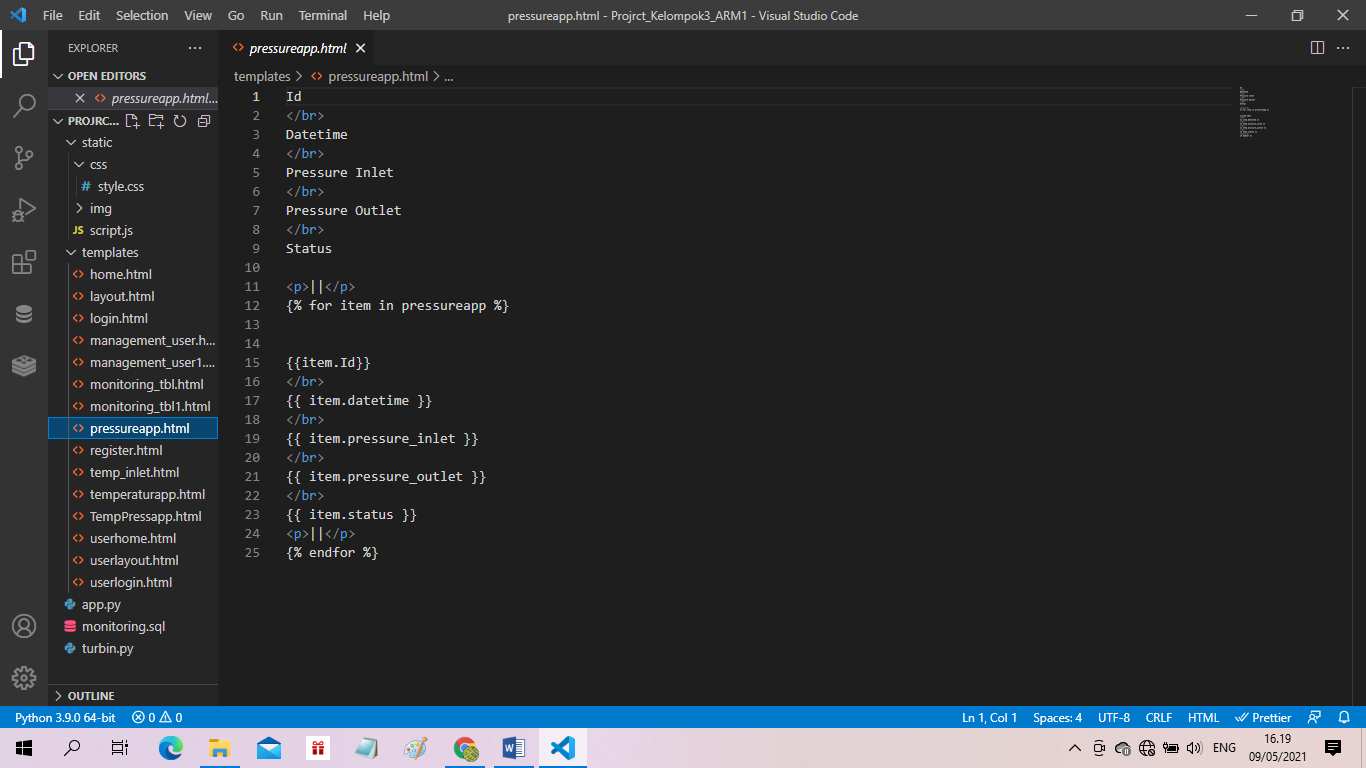 File Edit Selection View Go Run Terminal Help
pressureapp.html - Projrct_Kelompok3_ARM1 - Visual Studio Code
EXPLORER
OPEN EDITORS
pressureapp.html...
PROJRC...
static
css
style.css
img
script.js
templates
home.html
layout.html
login.html
management_user.h...
management_user1....
monitoring_tbl.html
monitoring_tbl1.html
pressureapp.html
register.html
temp_inlet.html
temperaturapp.html
TempPressapp.html
userhome.html
userlayout.html
userlogin.html
app.py
monitoring.sql
turbin.py
OUTLINE
pressureapp.html
templates > pressureapp.html > ...
1 Id
2 </br>
3 Datetime
4 </br>
5 Pressure Inlet
6 </br>
7 Pressure Outlet
8 </br>
9 Status
10
11 <p>||</p>
12 {% for item in pressureapp %}
13
14
15 {{item.Id}}
16 </br>
17 {{ item.datetime }}
18 </br>
19 {{ item.pressure_inlet }}
20 </br>
21 {{ item.pressure_outlet }}
22 </br>
23 {{ item.status }}
24 <p>||</p>
25 {% endfor %}
Python 3.9.0 64-bit 0 0 Ln 1, Col 1 Spaces: 4 UTF-8 CRLF HTML Prettier
ENG
16.19
09/05/2021